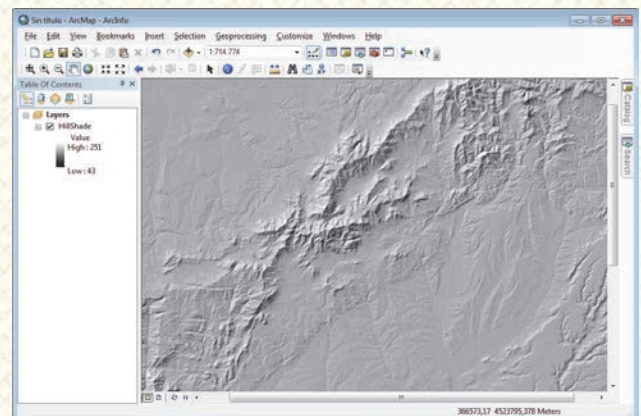 Sin título - ArcMap - ArcInfo
File Edit View Bookmarks Insert Selection Geoprocessing Customize Windows Help
1:714.774
Table Of Contents
Layers
HillShade
Value
High : 251
Low : 43
Catalog
Search
366573,17 4523795,378 Meters